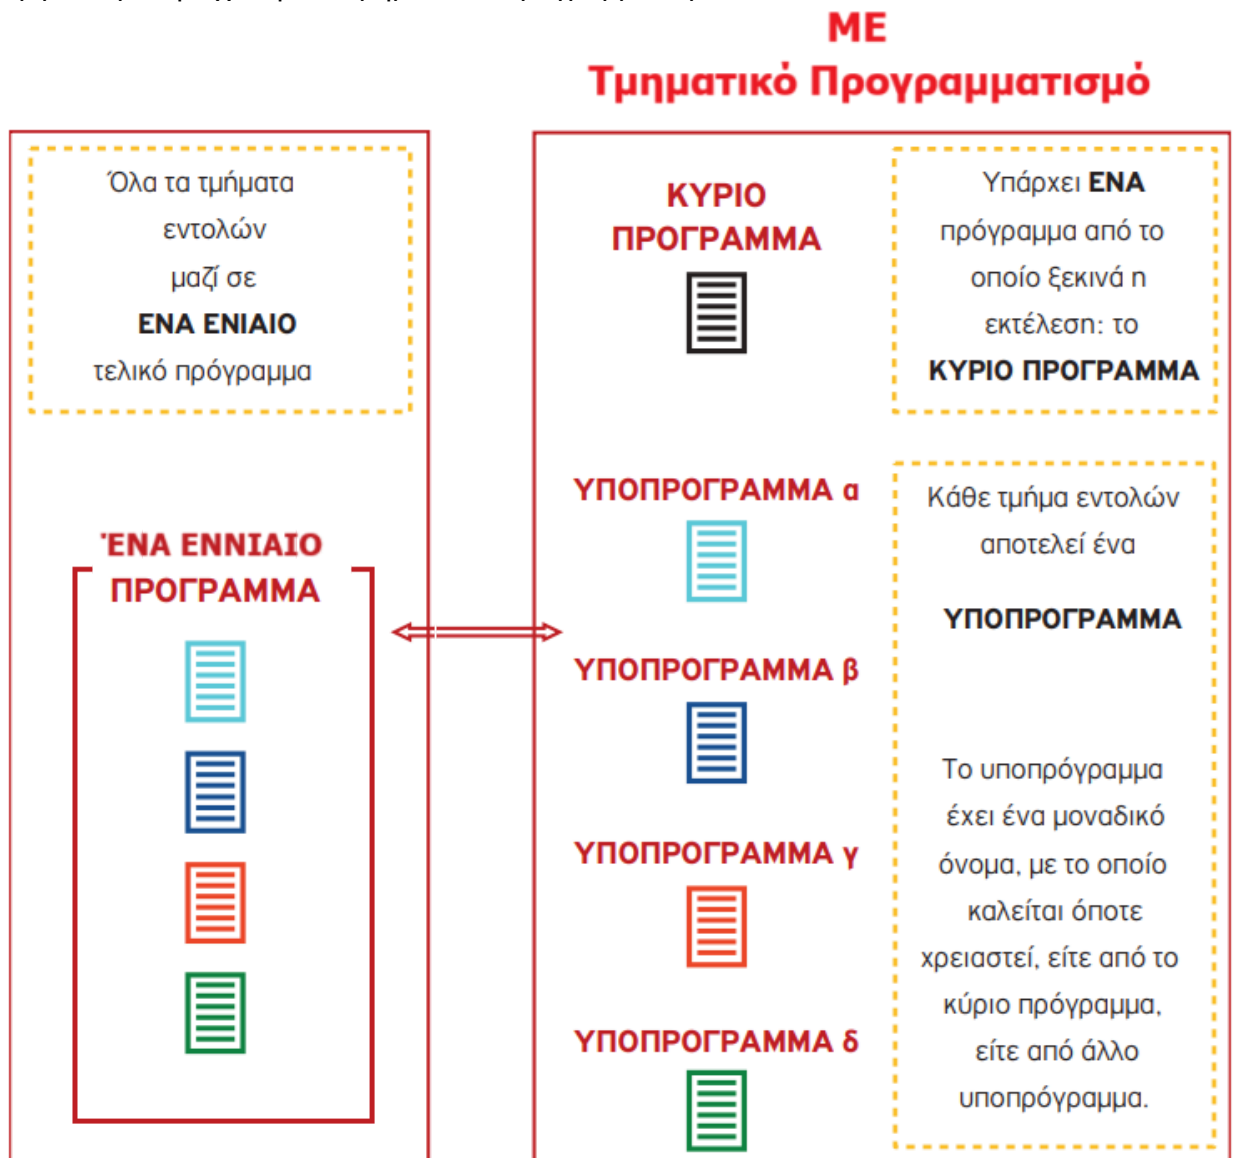 ΜΕ
Τμηματικό Προγραμματισμό
Όλα τα τμήματα
εντολών
μαζί σε
ΕΝΑ ΕΝΙΑΙΟ
τελικό πρόγραμμα
ΈΝΑ ΕΝΝΙΑΙΟ
ΠΡΟΓΡΑΜΜΑ
ΚΥΡΙΟ
ΠΡΟΓΡΑΜΜΑ
Υπάρχει ΕΝΑ
πρόγραμμα από το
οποίο ξεκινά η
εκτέλεση: το
ΚΥΡΙΟ ΠΡΟΓΡΑΜΜΑ
ΥΠΟΠΡΟΓΡΑΜΜΑ α
ΥΠΟΠΡΟΓΡΑΜΜΑ β
ΥΠΟΠΡΟΓΡΑΜΜΑ γ
ΥΠΟΠΡΟΓΡΑΜΜΑ δ
Κάθε τμήμα εντολών
αποτελεί ένα
ΥΠΟΠΡΟΓΡΑΜΜΑ
Το υποπρόγραμμα
έχει ένα μοναδικό
όνομα, με το οποίο
καλείται όποτε
χρειαστεί, είτε από το
κύριο πρόγραμμα,
είτε από άλλο
υποπρόγραμμα.